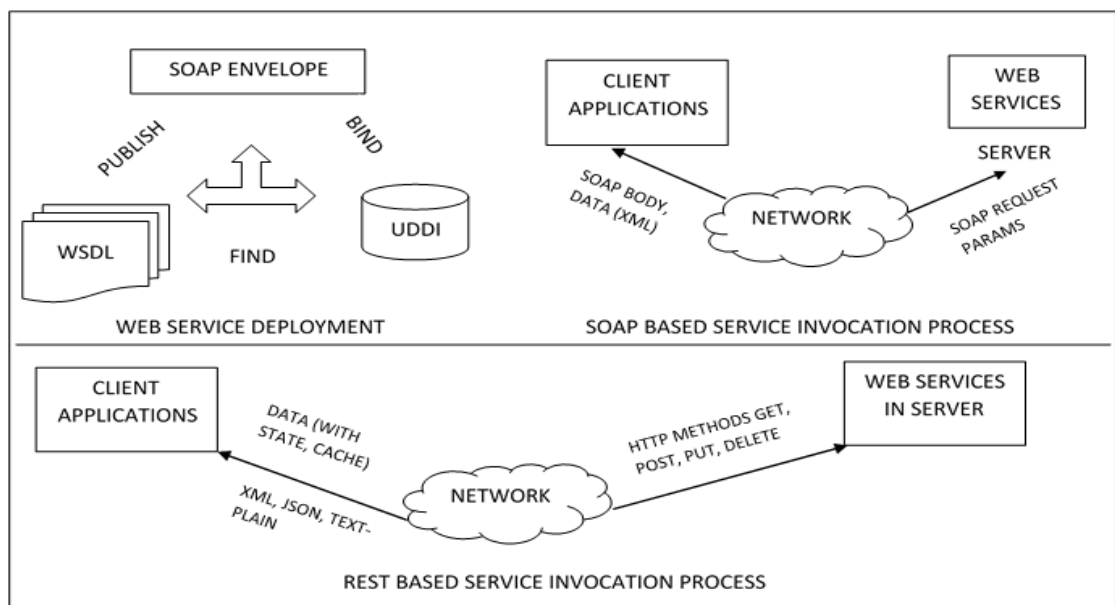 SOAP ENVELOPE
PUBLISH
BIND
WSDL
FIND
UDDI
WEB SERVICE DEPLOYMENT
CLIENT
APPLICATIONS
WEB
SERVICES
SERVER
SOAP BODY,
DATA (XML)
NETWORK
SOAP REQUEST
PARAMS
SOAP BASED SERVICE INVOCATION PROCESS
CLIENT
APPLICATIONS
DATA (WITH
STATE, CACHE)
XML, JSON, TEXT-
PLAIN
NETWORK
HTTP METHODS GET,
POST, PUT, DELETE
WEB SERVICES
IN SERVER
REST BASED SERVICE INVOCATION PROCESS